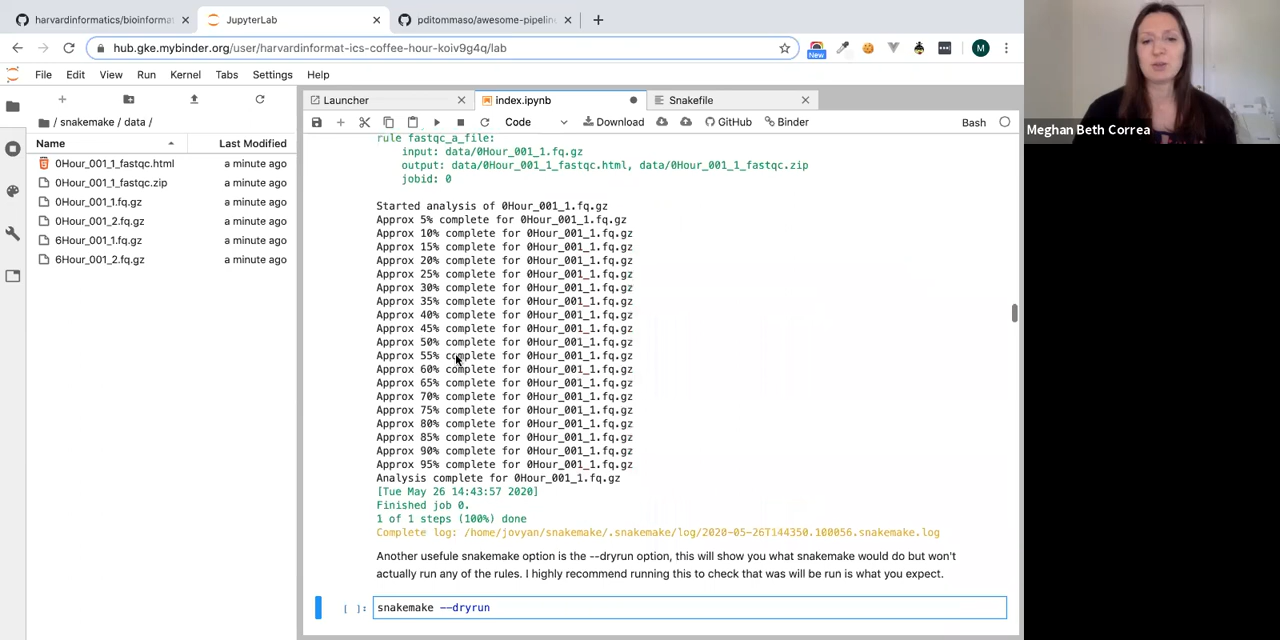 harvardinformatics/bioinformat
JupyterLab
pditommaso/awesome-pipeline
hub.gke.mybinder.org/user/harvardinformat-ics-coffee-hour-koiv9g4q/lab
New
M
File Edit View Run Kernel Tabs Settings Help
Launcher
index.ipynb
Snakefile
/ snakemake / data /
Code
Download
GitHub
Binder
Bash
Name Last Modified
0Hour_001_1_fastqc.html a minute ago
0Hour_001_1_fastqc.zip a minute ago
0Hour_001_1.fq.gz a minute ago
0Hour_001_2.fq.gz a minute ago
6Hour_001_1.fq.gz a minute ago
6Hour_001_2.fq.gz a minute ago
rule fastqc_a_file:
input: data/0Hour_001_1.fq.gz
output: data/0Hour_001_1_fastqc.html, data/0Hour_001_1_fastqc.zip
jobid: 0
Started analysis of 0Hour_001_1.fq.gz
Approx 5% complete for 0Hour_001_1.fq.gz
Approx 10% complete for 0Hour_001_1.fq.gz
Approx 15% complete for 0Hour_001_1.fq.gz
Approx 20% complete for 0Hour_001_1.fq.gz
Approx 25% complete for 0Hour_001_1.fq.gz
Approx 30% complete for 0Hour_001_1.fq.gz
Approx 35% complete for 0Hour_001_1.fq.gz
Approx 40% complete for 0Hour_001_1.fq.gz
Approx 45% complete for 0Hour_001_1.fq.gz
Approx 50% complete for 0Hour_001_1.fq.gz
Approx 55% complete for 0Hour_001_1.fq.gz
Approx 60% complete for 0Hour_001_1.fq.gz
Approx 65% complete for 0Hour_001_1.fq.gz
Approx 70% complete for 0Hour_001_1.fq.gz
Approx 75% complete for 0Hour_001_1.fq.gz
Approx 80% complete for 0Hour_001_1.fq.gz
Approx 85% complete for 0Hour_001_1.fq.gz
Approx 90% complete for 0Hour_001_1.fq.gz
Approx 95% complete for 0Hour_001_1.fq.gz
Analysis complete for 0Hour_001_1.fq.gz
[Tue May 26 14:43:57 2020]
Finished job 0.
1 of 1 steps (100%) done
Complete log: /home/jovyan/snakemake/.snakemake/log/2020-05-26T144350.100056.snakemake.log
Another usefule snakemake option is the --dryrun option, this will show you what snakemake would do but won't
actually run any of the rules. I highly recommend running this to check that was will be run is what you expect.
[ ]: snakemake --dryrun
Meghan Beth Correa